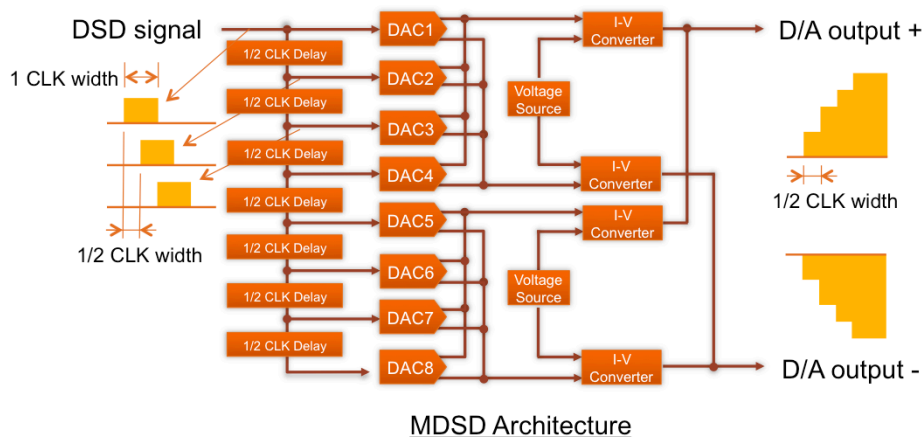 DSD signal
1 CLK width
1/2 CLK width
1/2 CLK Delay
1/2 CLK Delay
1/2 CLK Delay
1/2 CLK Delay
1/2 CLK Delay
1/2 CLK Delay
1/2 CLK Delay
DAC1
DAC2
DAC3
DAC4
DAC5
DAC6
DAC7
DAC8
I-V
Converter
Voltage
Source
I-V
Converter
I-V
Converter
Voltage
Source
I-V
Converter
D/A output +
1/2 CLK width
D/A output -
MDSD Architecture